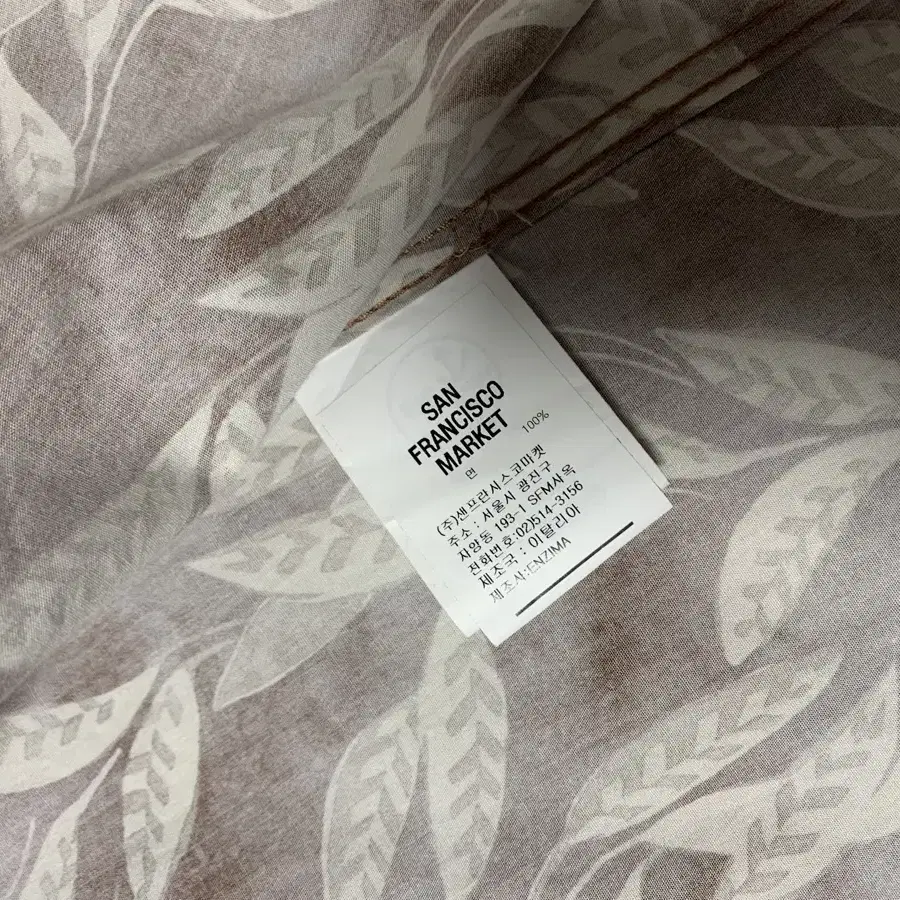 SAN
FRANCISCO
MARKET
면 100%
(주)샌프란시스코마켓
주소 : 서울시 광진구
자양동 193-1 SFM사옥
전화번호:02)514-3156
제조국 : 이탈리아
제조사:ENZIMA